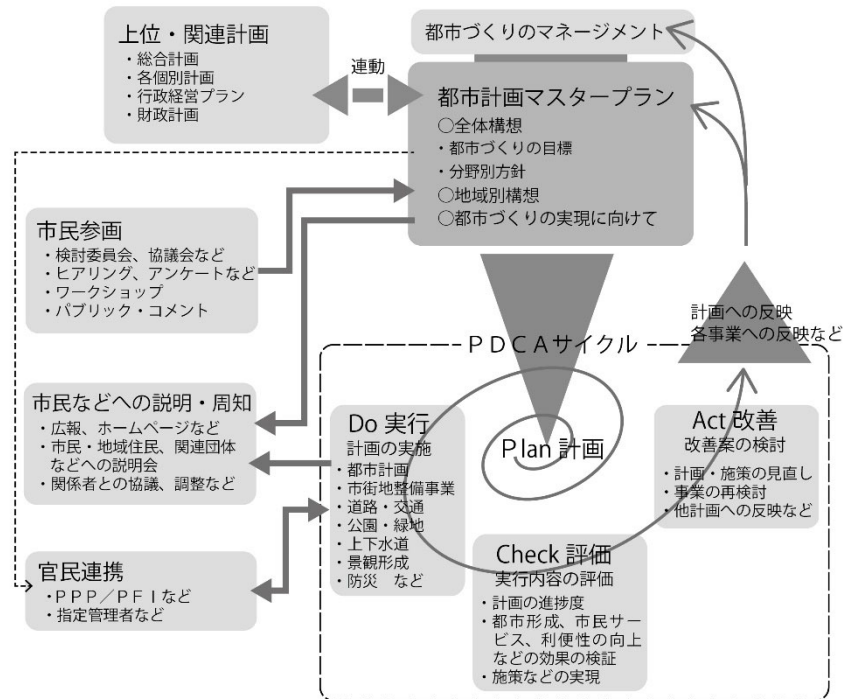 上位・関連計画
・総合計画
・各個別計画
・行政経営プラン
・財政計画
連動
都市づくりのマネージメント
都市計画マスタープラン
○全体構想
・都市づくりの目標
・分野別方針
○地域別構想
○都市づくりの実現に向けて
市民参画
・検討委員会、協議会など
・ヒアリング、アンケートなど
・ワークショップ
・パブリック・コメント
計画への反映
各事業への反映など
ＰＤＣＡサイクル
市民などへの説明・周知
・広報、ホームページなど
・市民・地域住民、関連団体
などへの説明会
・関係者との協議、調整など
官民連携
・ＰＰＰ／ＰＦＩなど
・指定管理者など
Plan 計画
Do 実行
計画の実施
・都市計画
・市街地整備事業
・道路・交通
・公園・緑地
・上下水道
・景観形成
・防災　など
Check 評価
実行内容の評価
・計画の進捗度
・都市形成、市民サー
ビス、利便性の向上
などの効果の検証
・施策などの実現
Act 改善
改善案の検討
・計画・施策の見直し
・事業の再検討
・他計画への反映など